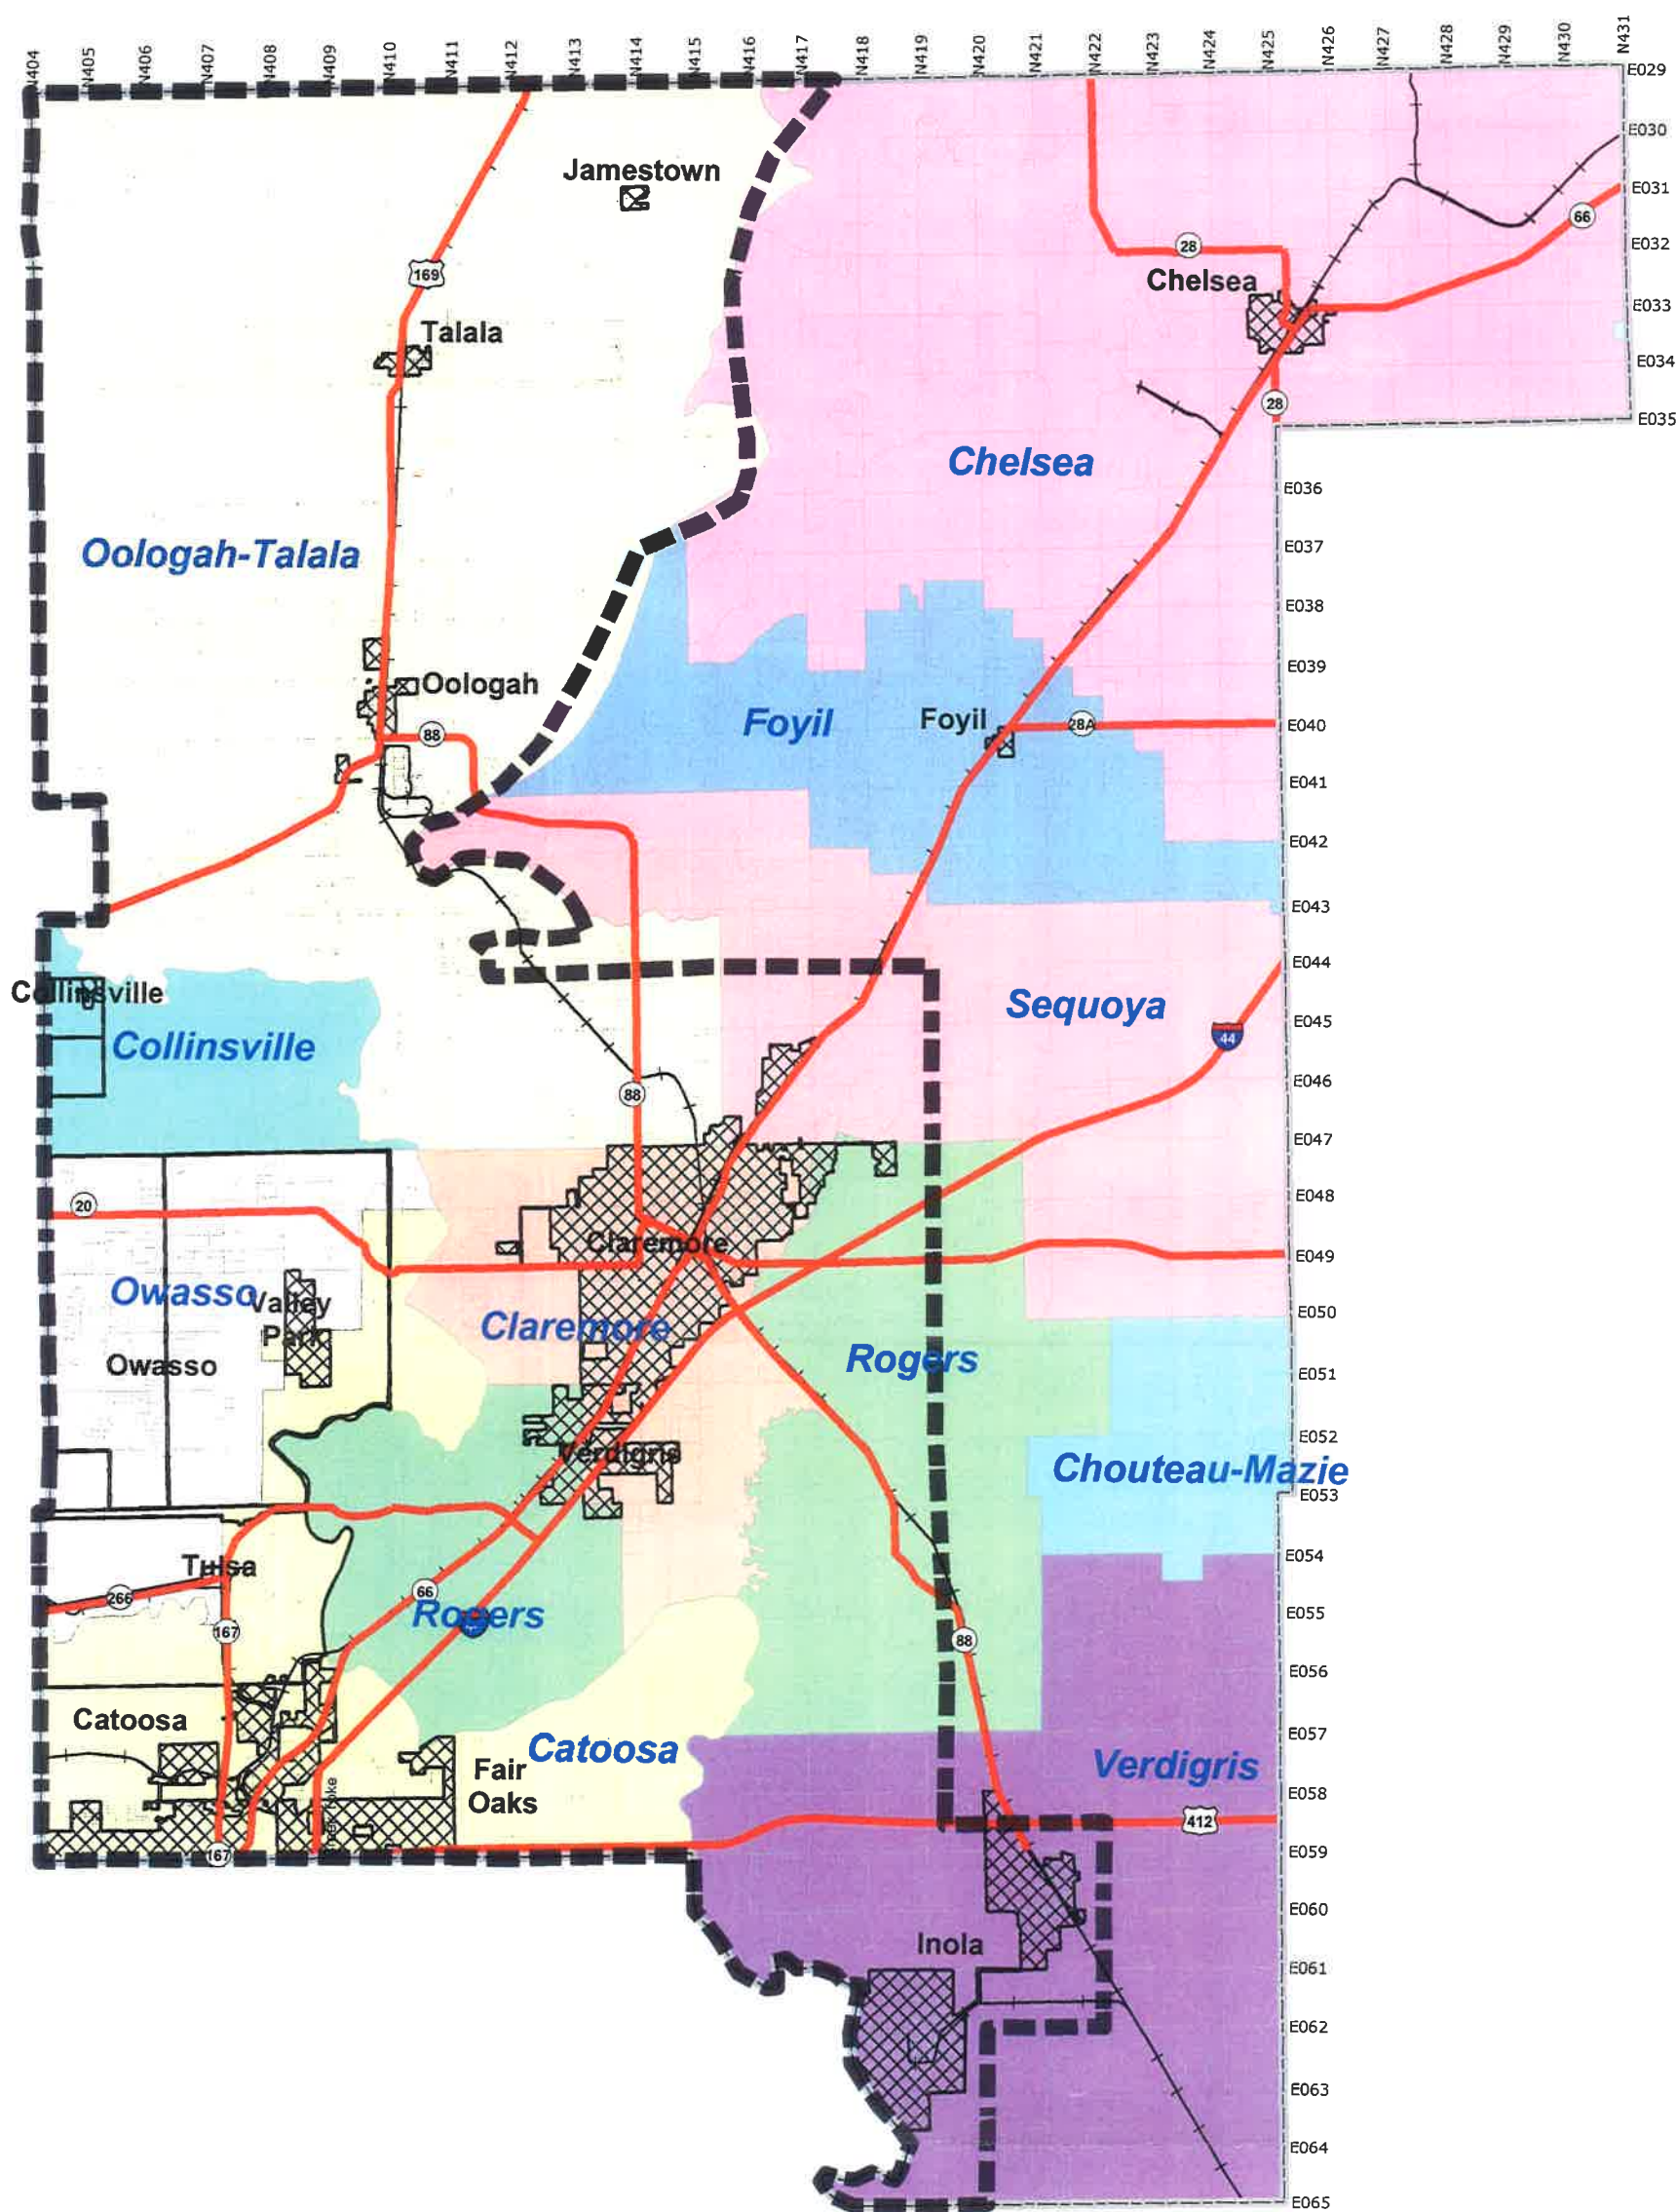 N404
N405
N406
N407
N408
N409
N410
N411
N412
N413
N414
N415
N416
N417
N418
N419
N420
N421
N422
N423
N424
N425
N426
N427
N428
N429
N430
N431
E029
E030
E031
E032
E033
E034
E035
E036
E037
E038
E039
E040
E041
E042
E043
E044
E045
E046
E047
E048
E049
E050
E051
E052
E053
E054
E055
E056
E057
E058
E059
E060
E061
E062
E063
E064
E065
Jamestown
66
28
Chelsea
169
Talala
28
Chelsea
Oologah-Talala
Oologah
Foyil
Foyil
28A
88
Collinsville
Sequoya
44
Collinsville
88
20
Claremore
Owasso
Valley
Park
Claremore
Owasso
Rogers
Verdigris
Chouteau-Mazie
Tulsa
266
66
Rogers
167
88
Catoosa
Catoosa
Fair
Oaks
Verdigris
412
167
Inola